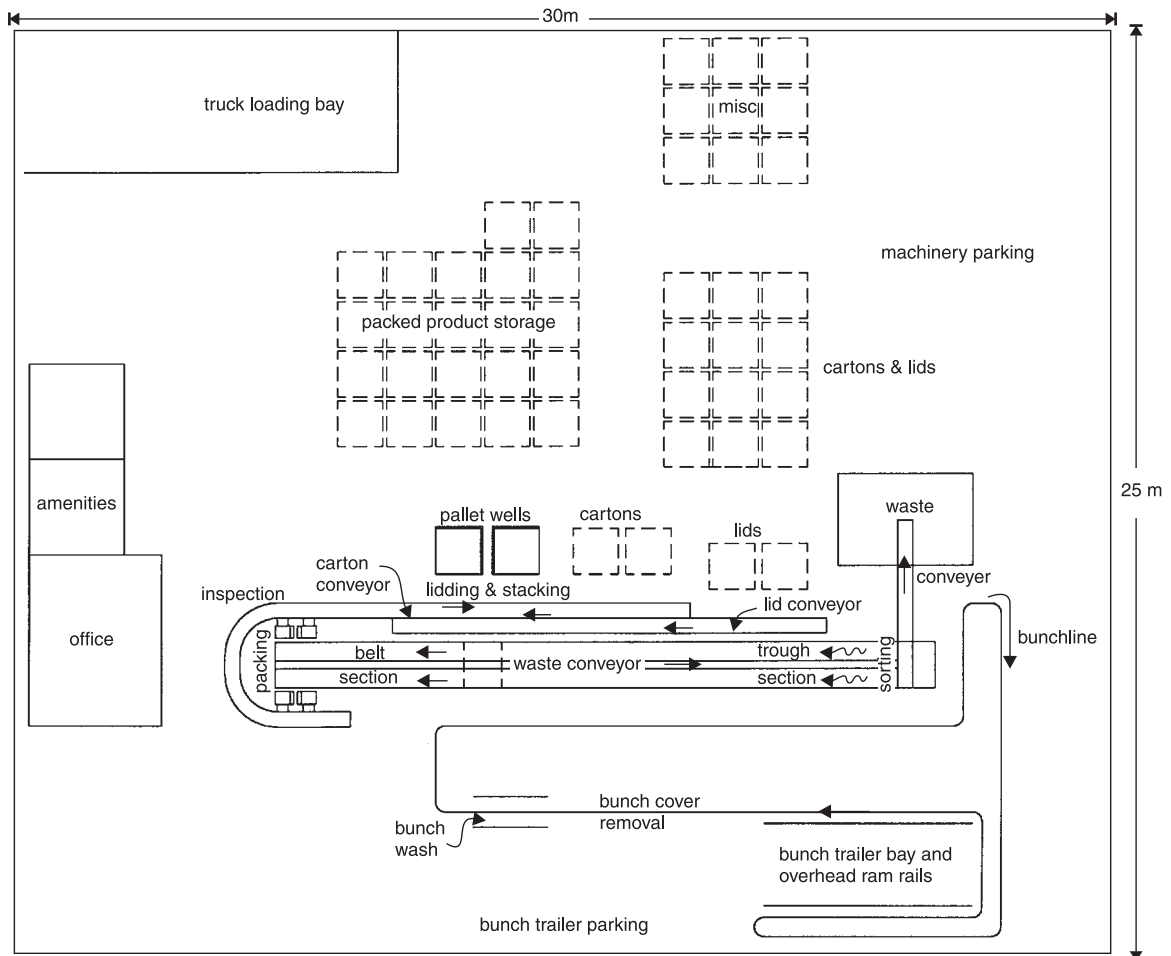 30m
truck loading bay
misc
machinery parking
packed product storage
cartons & lids
25 m
amenities
pallet wells
cartons
lids
waste
carton
conveyor
lidding & stacking
conveyer
inspection
lid conveyor
office
bunchline
packing
belt
waste conveyor
trough
sorting
section
section
bunch cover
removal
bunch
wash
bunch trailer bay and
overhead ram rails
bunch trailer parking